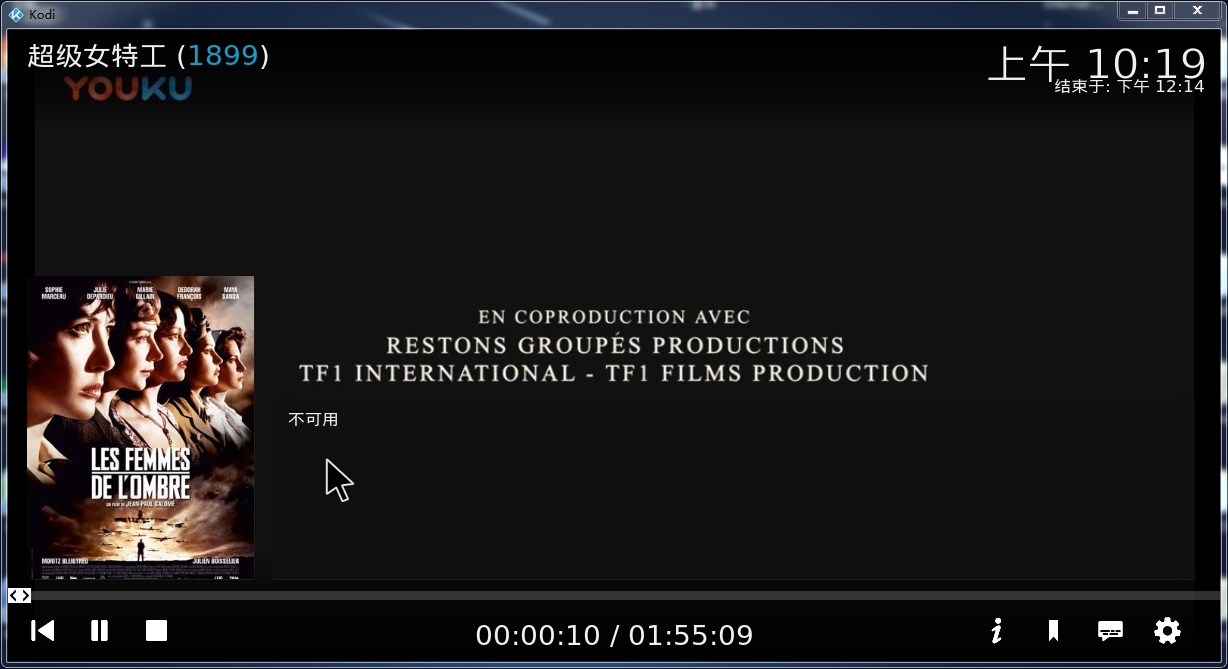 Kodi
超级女特工 (1899)
上午 10:19
结束于: 下午 12:14
YOUKU
SOPHIE MARCEAU
JULIE DEPARDIEU
MARIE GILLAIN
DEBORAH FRANÇOIS
MAYA SANSA
EN COPRODUCTION AVEC
RESTONS GROUPÉS PRODUCTIONS
TF1 INTERNATIONAL - TF1 FILMS PRODUCTION
不可用
LES FEMMES
DE L'OMBRE
UN FILM DE JEAN-PAUL SALOMÉ
MORITZ BLEIBTREU
JULIEN BOISSELIER
00:00:10 / 01:55:09